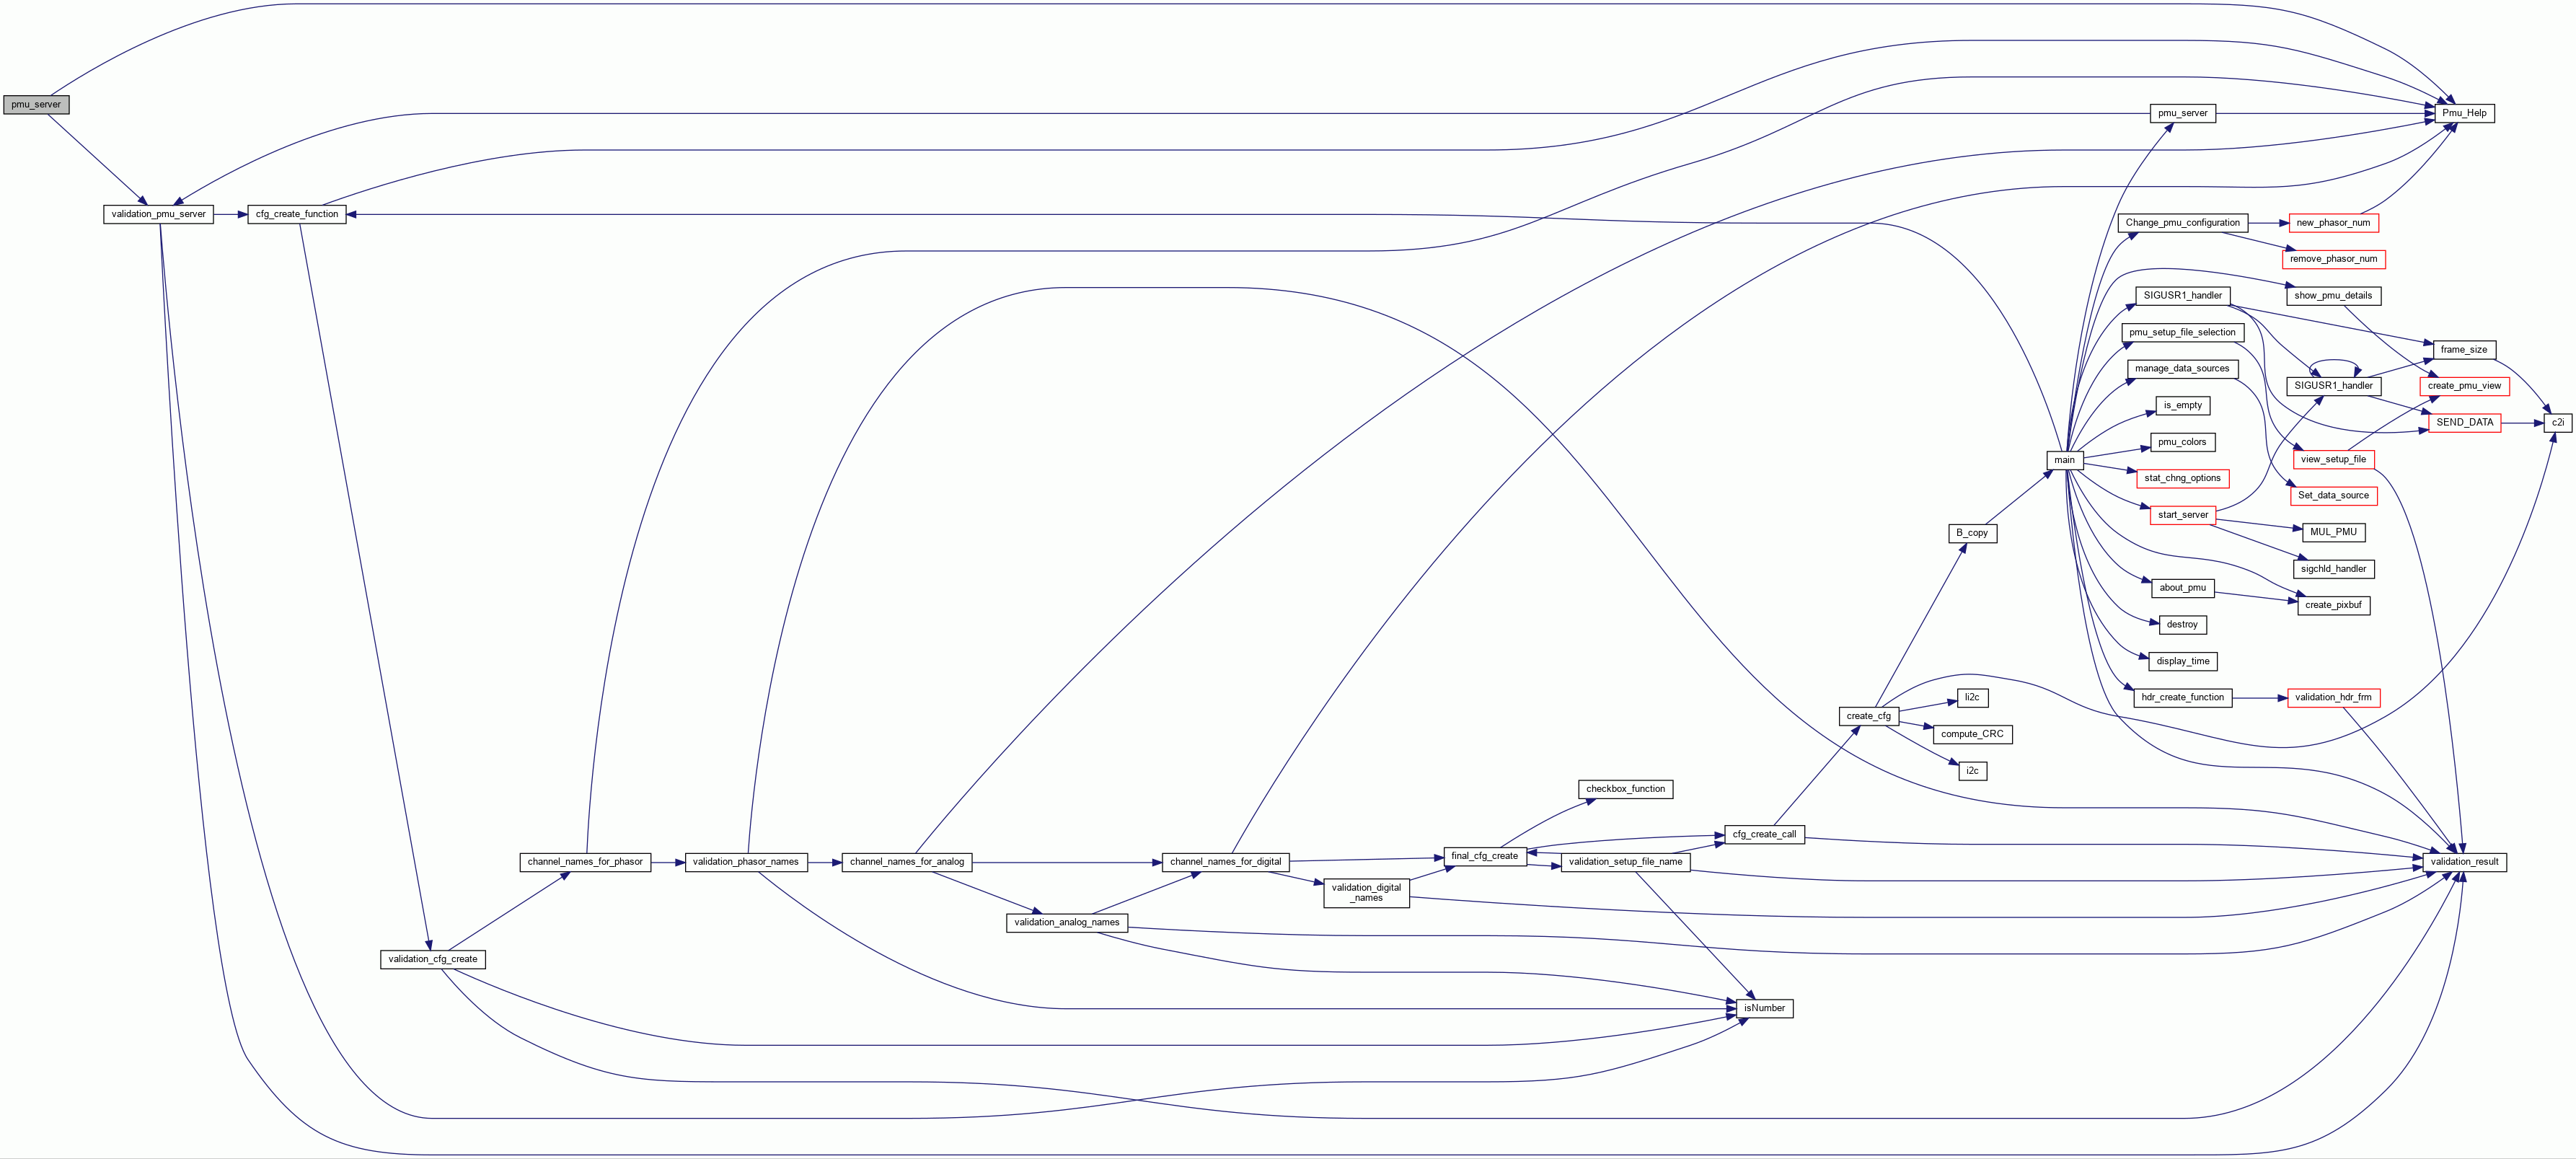 pmu_server
pmu_server
Pmu_Help
validation_pmu_server
cfg_create_function
Change_pmu_configuration
new_phasor_num
remove_phasor_num
SIGUSR1_handler
show_pmu_details
pmu_setup_file_selection
frame_size
manage_data_sources
SIGUSR1_handler
create_pmu_view
is_empty
SEND_DATA
c2i
pmu_colors
main
view_setup_file
stat_chng_options
Set_data_source
start_server
B_copy
MUL_PMU
sigchld_handler
about_pmu
create_pixbuf
destroy
display_time
li2c
hdr_create_function
validation_hdr_frm
create_cfg
compute_CRC
i2c
checkbox_function
cfg_create_call
channel_names_for_phasor
validation_phasor_names
channel_names_for_analog
channel_names_for_digital
final_cfg_create
validation_setup_file_name
validation_result
validation_digital
_names
validation_analog_names
validation_cfg_create
isNumber